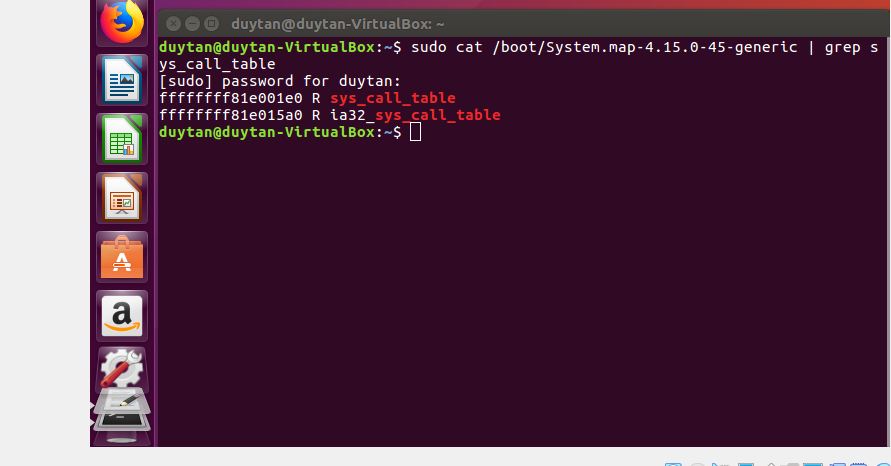 duytan@duytan-VirtualBox: ~
duytan@duytan-VirtualBox:~$ sudo cat /boot/System.map-4.15.0-45-generic | grep s
ys_call_table
[sudo] password for duytan:
ffffffff81e001e0 R sys_call_table
ffffffff81e015a0 R ia32_sys_call_table
duytan@duytan-VirtualBox:~$